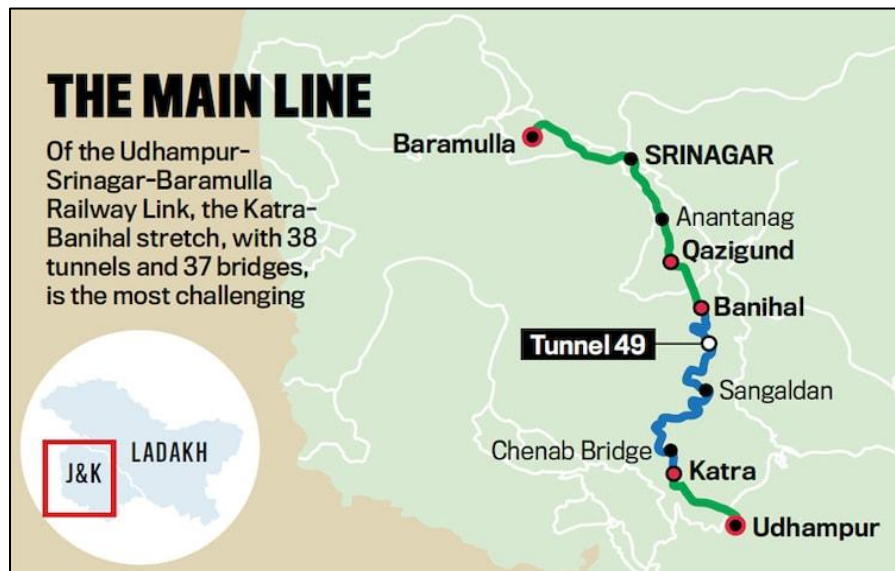 THE MAIN LINE
Of the Udhampur-
Srinagar-Baramulla
Railway Link, the Katra-
Banihal stretch, with 38
tunnels and 37 bridges,
is the most challenging
Baramulla
SRINAGAR
Anantanag
Qazigund
Banihal
Tunnel 49
Sangaldan
Chenab Bridge
Katra
Udhampur
J&K
LADAKH